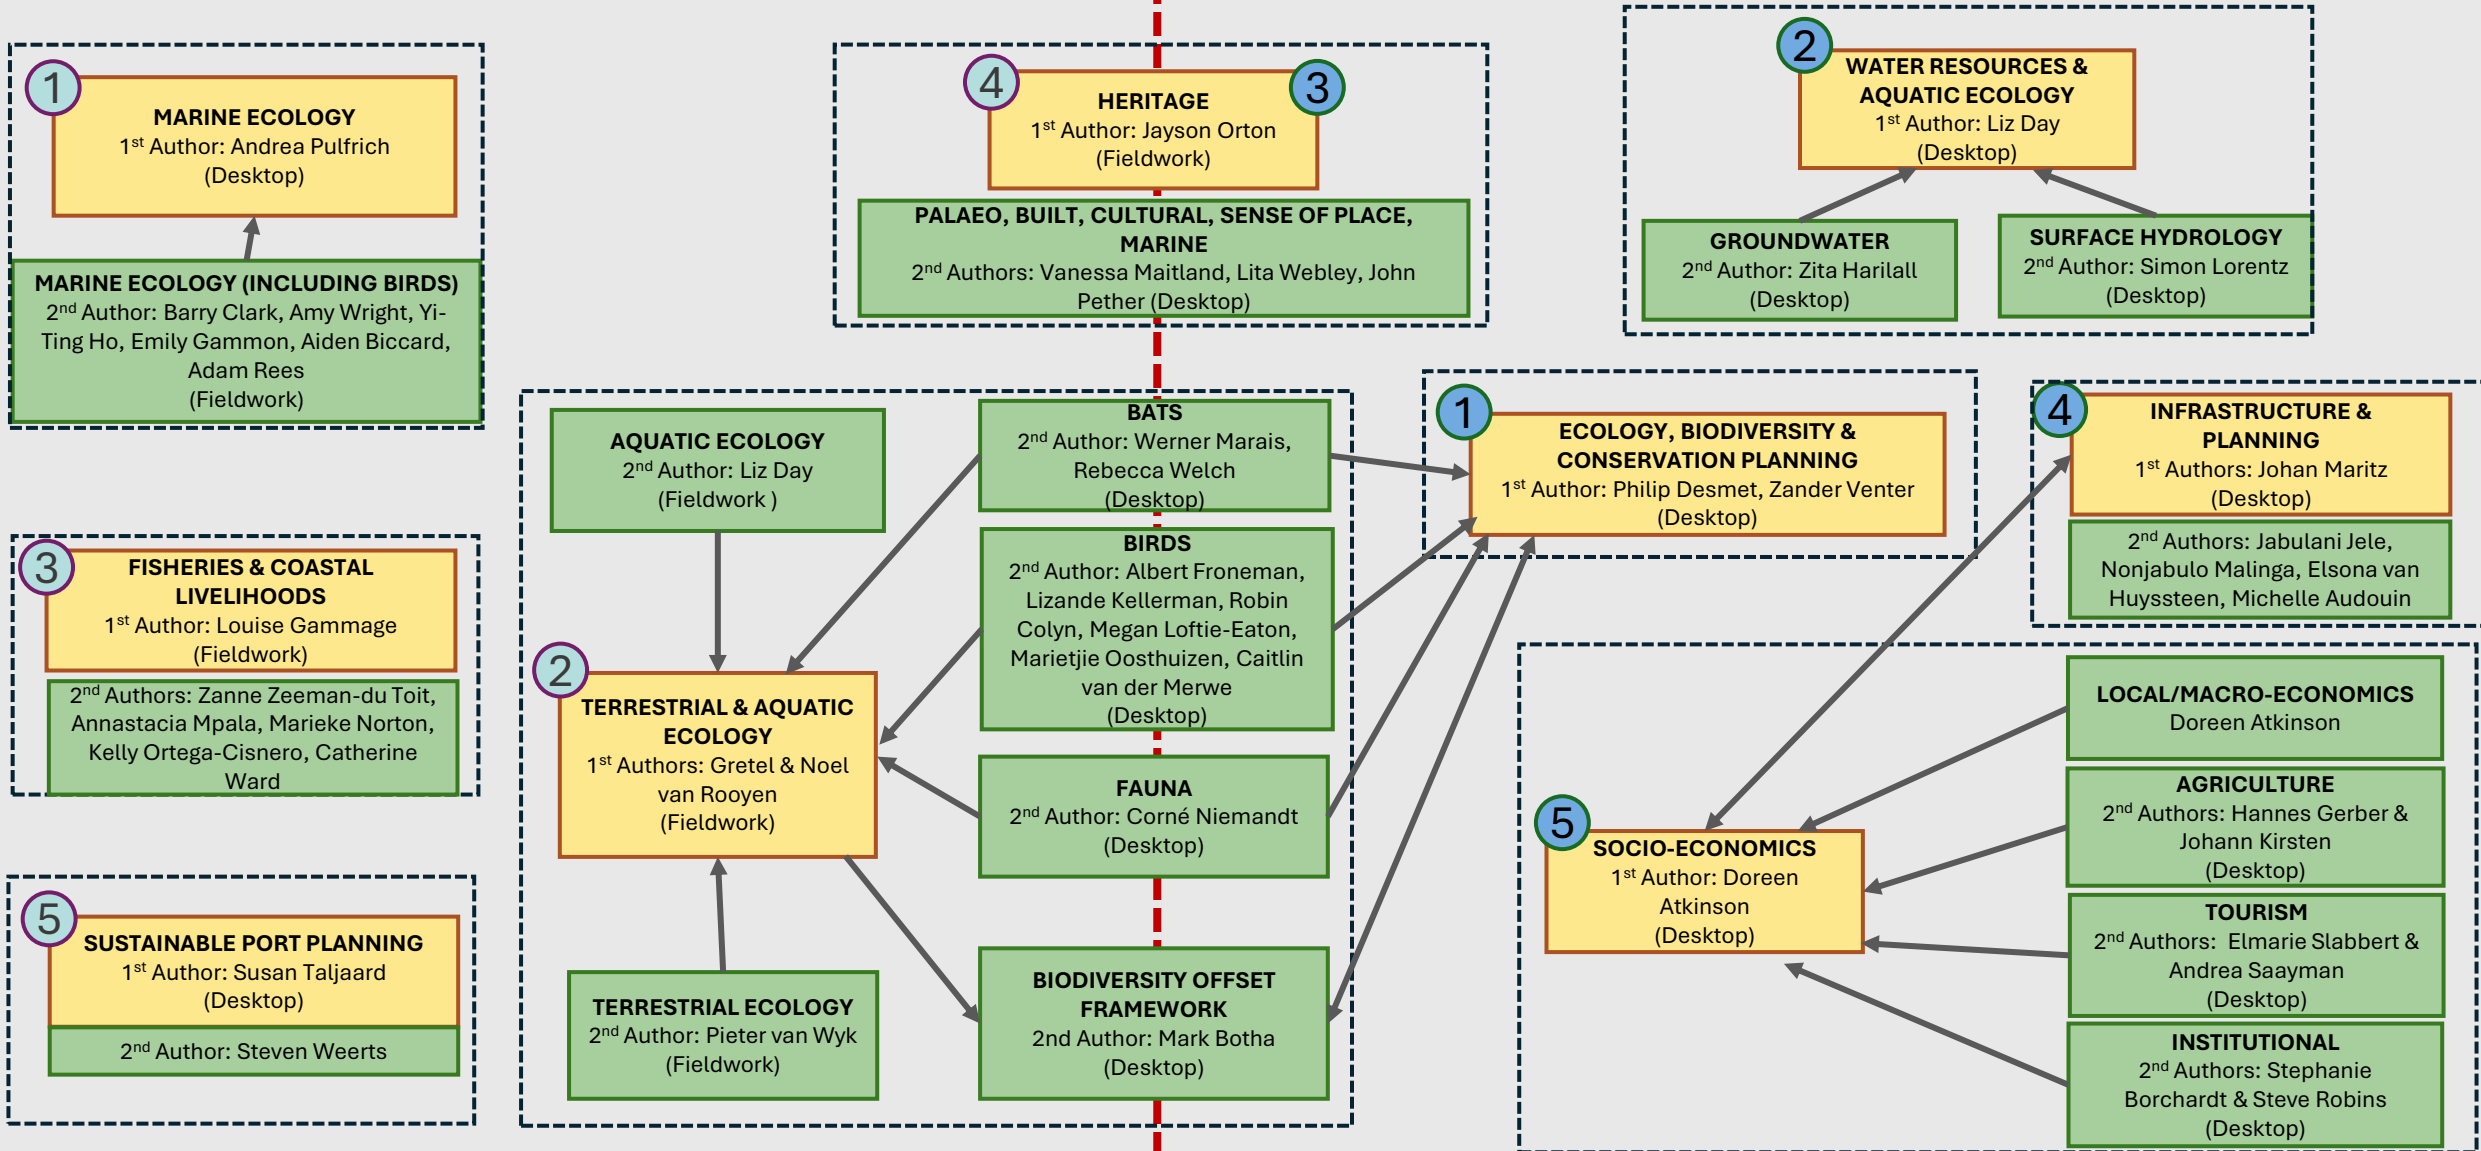 1
MARINE ECOLOGY
1st Author: Andrea Pulfrich
(Desktop)
MARINE ECOLOGY (INCLUDING BIRDS)
2nd Author: Barry Clark, Amy Wright, Yi-
Ting Ho, Emily Gammon, Aiden Biccard,
Adam Rees
(Fieldwork)
4
3
HERITAGE
1st Author: Jayson Orton
(Fieldwork)
PALAEO, BUILT, CULTURAL, SENSE OF PLACE,
MARINE
2nd Authors: Vanessa Maitland, Lita Webley, John
Pether (Desktop)
2
WATER RESOURCES &
AQUATIC ECOLOGY
1st Author: Liz Day
(Desktop)
GROUNDWATER
2nd Author: Zita Harilall
(Desktop)
SURFACE HYDROLOGY
2nd Author: Simon Lorentz
(Desktop)
3
FISHERIES & COASTAL
LIVELIHOODS
1st Author: Louise Gammage
(Fieldwork)
2nd Authors: Zanne Zeeman-du Toit,
Annastacia Mpala, Marieke Norton,
Kelly Ortega-Cisnero, Catherine
Ward
5
SUSTAINABLE PORT PLANNING
1st Author: Susan Taljaard
(Desktop)
2nd Author: Steven Weerts
AQUATIC ECOLOGY
2nd Author: Liz Day
(Fieldwork )
2
TERRESTRIAL & AQUATIC
ECOLOGY
1st Authors: Gretel & Noel
van Rooyen
(Fieldwork)
TERRESTRIAL ECOLOGY
2nd Author: Pieter van Wyk
(Fieldwork)
BATS
2nd Author: Werner Marais,
Rebecca Welch
(Desktop)
BIRDS
2nd Author: Albert Froneman,
Lizande Kellerman, Robin
Colyn, Megan Loftie-Eaton,
Marietjie Oosthuizen, Caitlin
van der Merwe
(Desktop)
FAUNA
2nd Author: Corné Niemandt
(Desktop)
BIODIVERSITY OFFSET
FRAMEWORK
2nd Author: Mark Botha
(Desktop)
1
ECOLOGY, BIODIVERSITY &
CONSERVATION PLANNING
1st Author: Philip Desmet, Zander Venter
(Desktop)
4
INFRASTRUCTURE &
PLANNING
1st Authors: Johan Maritz
(Desktop)
2nd Authors: Jabulani Jele,
Nonjabulo Malinga, Elsona van
Huyssteen, Michelle Audouin
5
SOCIO-ECONOMICS
1st Author: Doreen
Atkinson
(Desktop)
LOCAL/MACRO-ECONOMICS
Doreen Atkinson
AGRICULTURE
2nd Authors: Hannes Gerber &
Johann Kirsten
(Desktop)
TOURISM
2nd Authors:  Elmarie Slabbert &
Andrea Saayman
(Desktop)
INSTITUTIONAL
2nd Authors: Stephanie
Borchardt & Steve Robins
(Desktop)